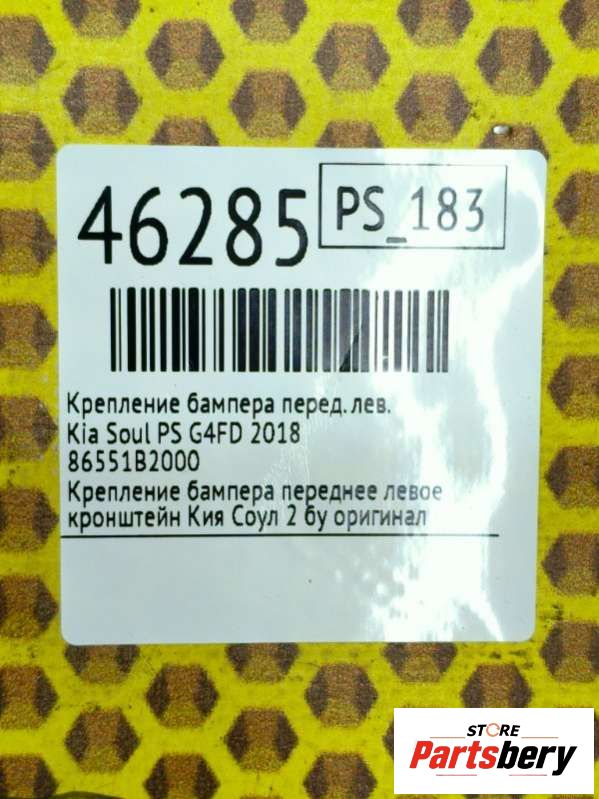 46285
PS_183
Крепление бампера перед. лев.
Kia Soul PS G4FD 2018
86551B2000
Крепление бампера переднее левое
кронштейн Кия Соул 2 бу оригинал
STORE
Partsbery